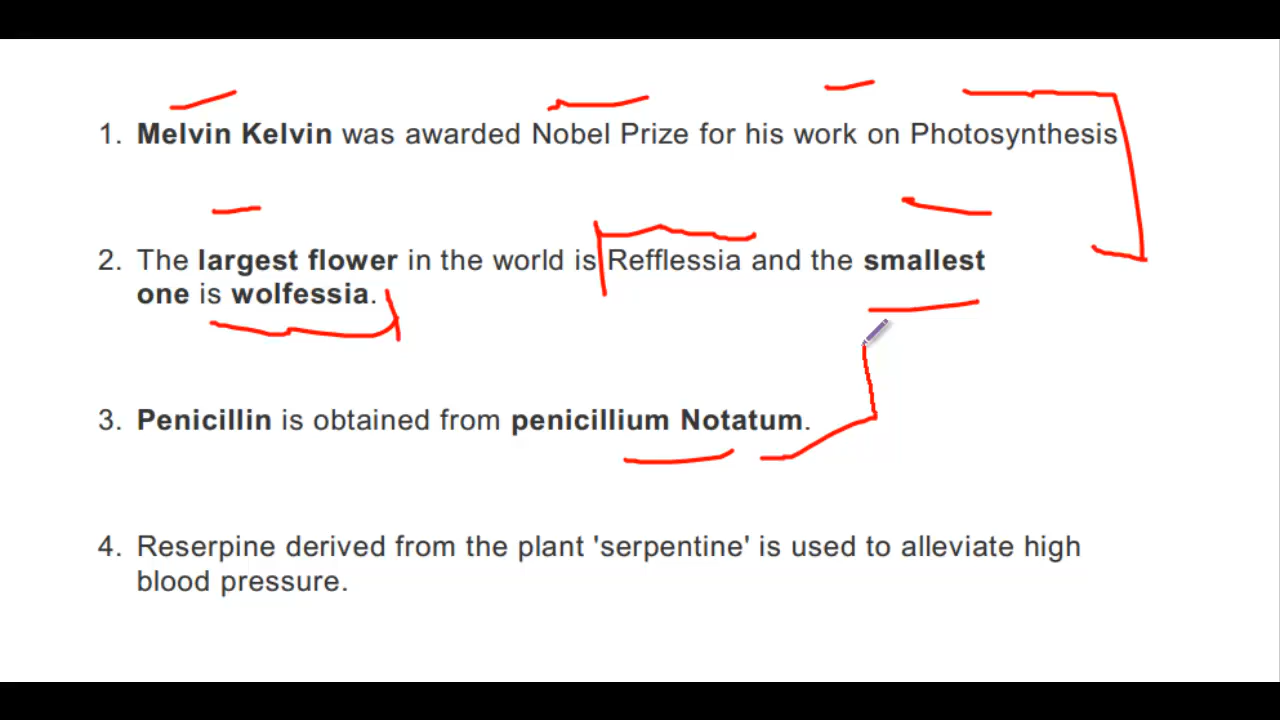 1. Melvin Kelvin was awarded Nobel Prize for his work on Photosynthesis
2. The largest flower in the world is Refflessia and the smallest
one is wolfessia.
3. Penicillin is obtained from penicillium Notatum.
4. Reserpine derived from the plant 'serpentine' is used to alleviate high
blood pressure.